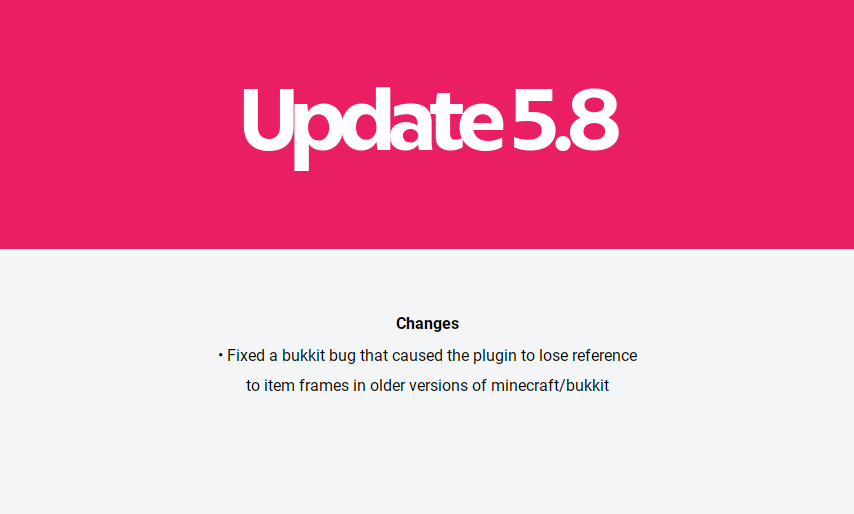 Update 5.8
Changes
• Fixed a bukkit bug that caused the plugin to lose reference
to item frames in older versions of minecraft/bukkit